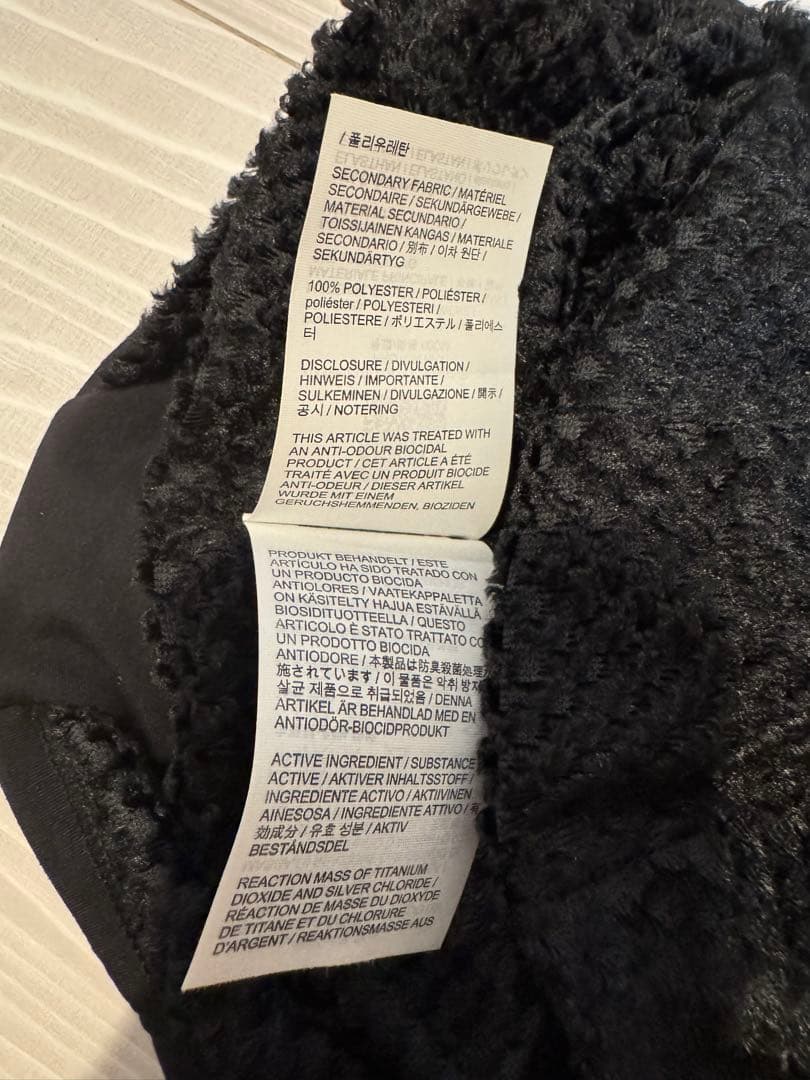 / 폴리우레탄
SECONDARY FABRIC / MATÉRIEL
SECONDAIRE / SEKUNDÄRGEWEBE /
MATERIAL SECUNDARIO /
TOISSIJAINEN KANGAS / MATERIALE
SECONDARIO / 別布 / 이차 원단 /
SEKUNDÄRTYG
100% POLYESTER / POLIÉSTER /
poliéster / POLYESTERI /
POLIESTERE / ポリエステル / 폴리에스
터
DISCLOSURE / DIVULGATION /
HINWEIS / IMPORTANTE /
SULKEMINEN / DIVULGAZIONE / 開示 /
공시 / NOTERING
THIS ARTICLE WAS TREATED WITH
AN ANTI-ODOUR BIOCIDAL
PRODUCT / CET ARTICLE A ÉTÉ
TRAITÉ AVEC UN PRODUIT BIOCIDE
ANTI-ODEUR / DIESER ARTIKEL
WURDE MIT EINEM
GERUCHSHEMMENDEN, BIOZIDEN
PRODUKT BEHANDELT / ESTE
ARTÍCULO HA SIDO TRATADO CON
UN PRODUCTO BIOCIDA
ANTIOLORES / VAATEKAPPALETTA
ON KÄSITELTY HAJUA ESTÄVÄLLÄ
BIOSIDITUOTTEELLA / QUESTO
ARTICOLO È STATO TRATTATO CO
UN PRODOTTO BIOCIDA
ANTIODORE / 本製品は防臭殺菌処理が
施されています / 이 물품은 악취 방지
살균 제품으로 취급되었음 / DENNA
ARTIKEL ÄR BEHANDLAD MED EN
ANTIODÖR-BIOCIDPRODUKT
ACTIVE INGREDIENT / SUBSTANCE
ACTIVE / AKTIVER INHALTSSTOFF /
INGREDIENTE ACTIVO / AKTIIVINEN
AINESOSA / INGREDIENTE ATTIVO / 有
効成分 / 유효 성분 / AKTIV
BESTÅNDSDEL
REACTION MASS OF TITANIUM
DIOXIDE AND SILVER CHLORIDE /
RÉACTION DE MASSE DU DIOXYDE
DE TITANE ET DU CHLORURE
D'ARGENT / REAKTIONSMASSE AUS